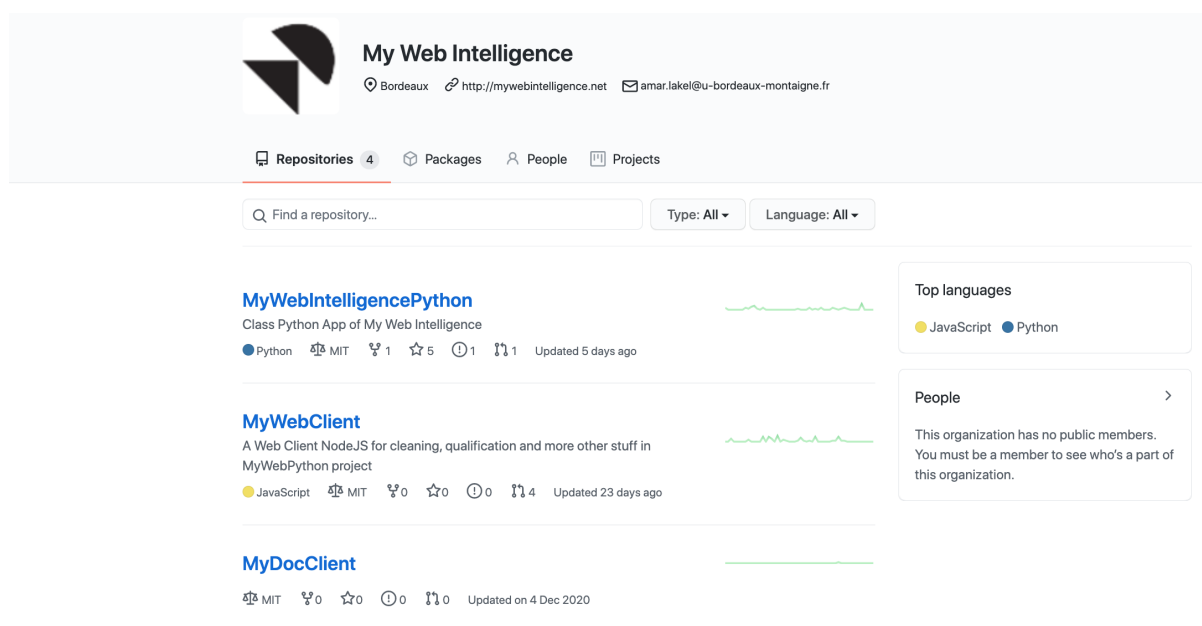 My Web Intelligence
Bordeaux http://mywebintelligence.net amar.lakel@u-bordeaux-montaigne.fr
Repositories 4 Packages People Projects
Find a repository... Type: All Language: All
MyWebIntelligencePython
Class Python App of My Web Intelligence
Python MIT 1 5 1 1 Updated 5 days ago
MyWebClient
A Web Client NodeJS for cleaning, qualification and more other stuff in
MyWebPython project
JavaScript MIT 0 0 0 4 Updated 23 days ago
MyDocClient
MIT 0 0 0 0 Updated on 4 Dec 2020
Top languages
JavaScript Python
People
This organization has no public members.
You must be a member to see who's a part of
this organization.